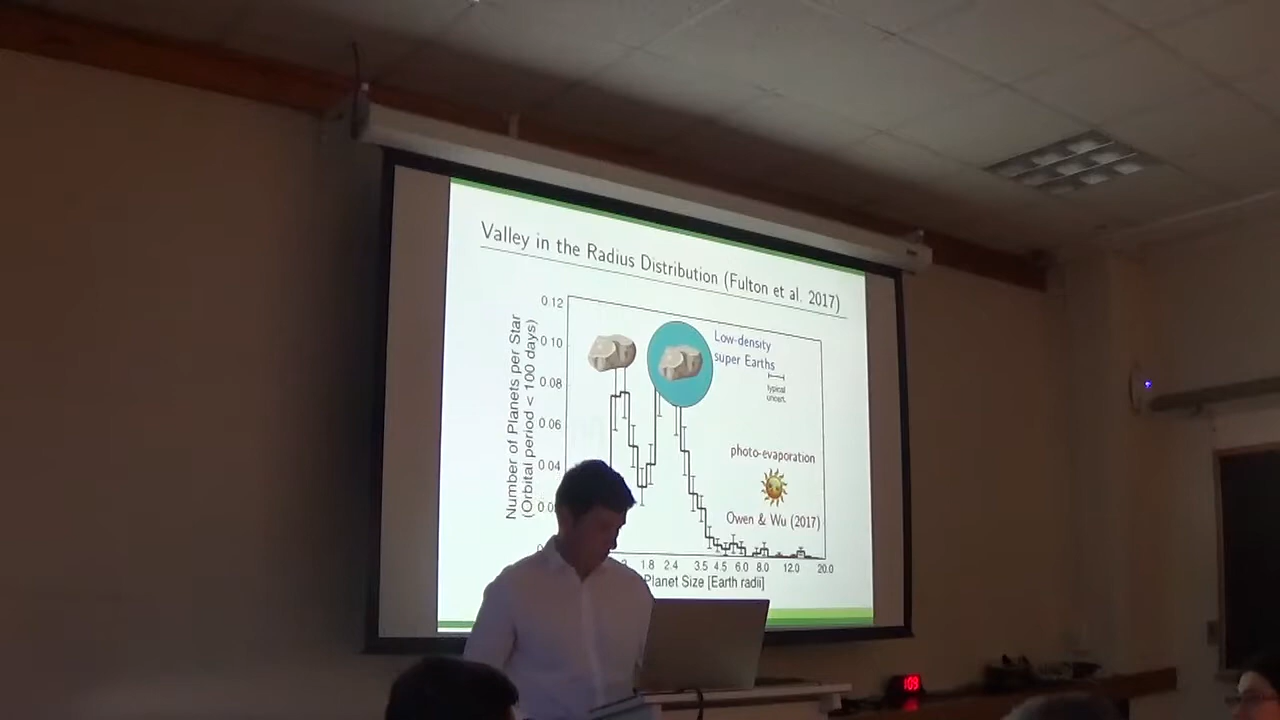 Valley in the Radius Distribution (Fulton et al. 2017)
0.12
0.10
0.08
0.06
0.04
Number of Planets per Star
(Orbital period < 100 days)
Low-density
super Earths
typical
uncert.
photo-evaporation
Owen & Wu (2017)
1.8 2.4 3.5 4.5 6.0 8.0 12.0 20.0
Planet Size [Earth radii]